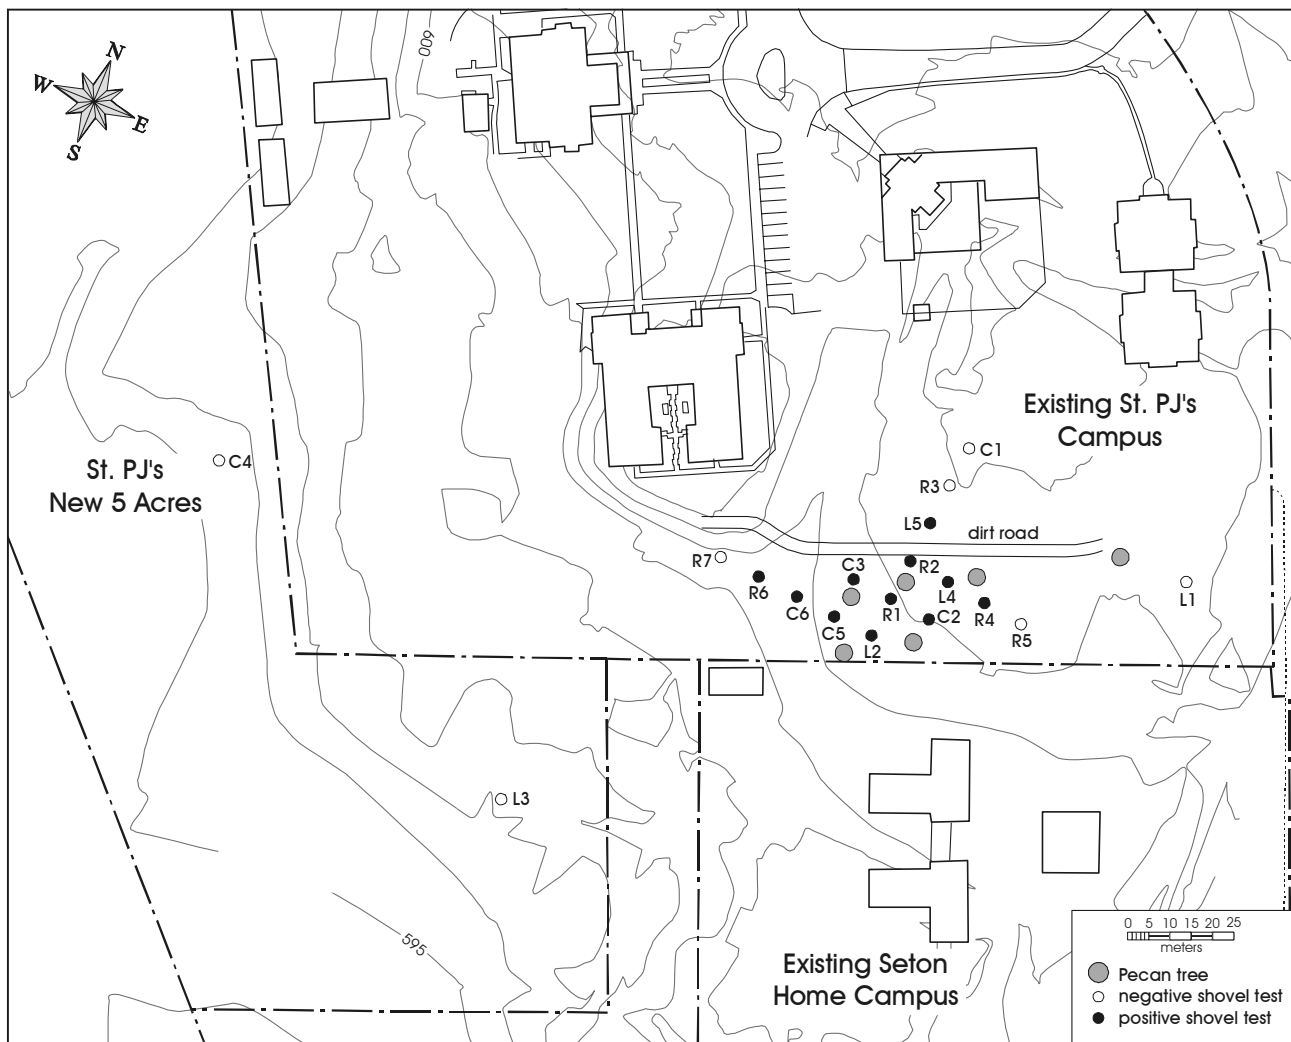 N
W
E
S
600
Existing St. PJ's
Campus
St. PJ's
New 5 Acres
C4
C1
R3
L5
dirt road
R7
R6
C3
R2
C6
R1
L4
L1
C5
C2
R4
L2
R5
L3
595
Existing Seton
Home Campus
0 5 10 15 20 25
meters
Pecan tree
negative shovel test
positive shovel test